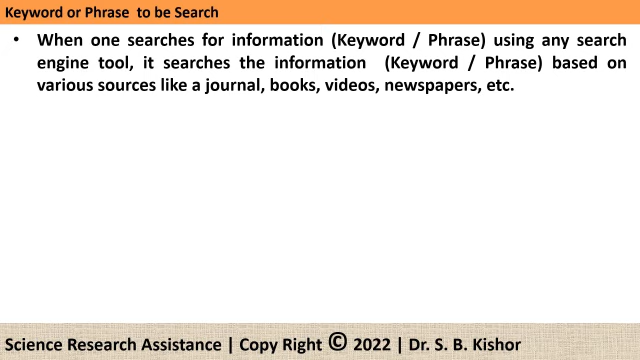 Keyword or Phrase  to be Search
• When one searches for information (Keyword / Phrase) using any search
engine tool, it searches the information  (Keyword / Phrase) based on
various sources like a journal, books, videos, newspapers, etc.
Science Research Assistance | Copy Right © 2022 | Dr. S. B. Kishor